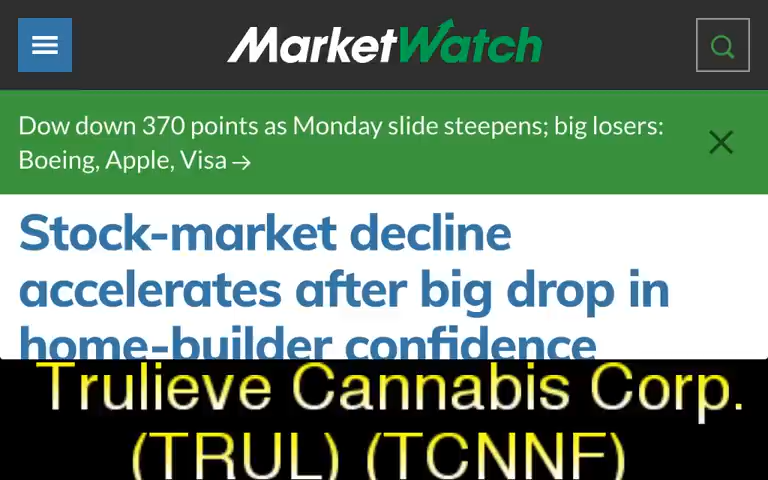 MarketWatch
Dow down 370 points as Monday slide steepens; big losers:
Boeing, Apple, Visa →
Stock-market decline
accelerates after big drop in
home-builder confidence
Trulieve Cannabis Corp.
(TRUL) (TCNNF)